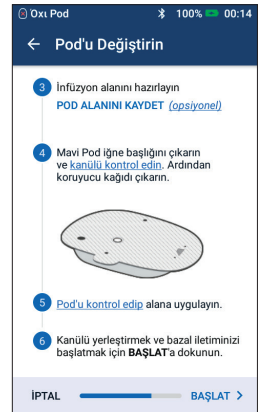 0xı Pod 100% 00:14
Pod'u Değiştirin
3 İnfüzyon alanını hazırlayın
POD ALANINI KAYDET (opsiyonel)
4 Mavi Pod iğne başlığını çıkarın
ve kanülü kontrol edin. Ardından
koruyucu kağıdı çıkarın.
5 Pod'u kontrol edip alana uygulayın.
6 Kanülü yerleştirmek ve bazal iletiminizi
başlatmak için BAŞLAT'a dokunun.
İPTAL BAŞLAT >